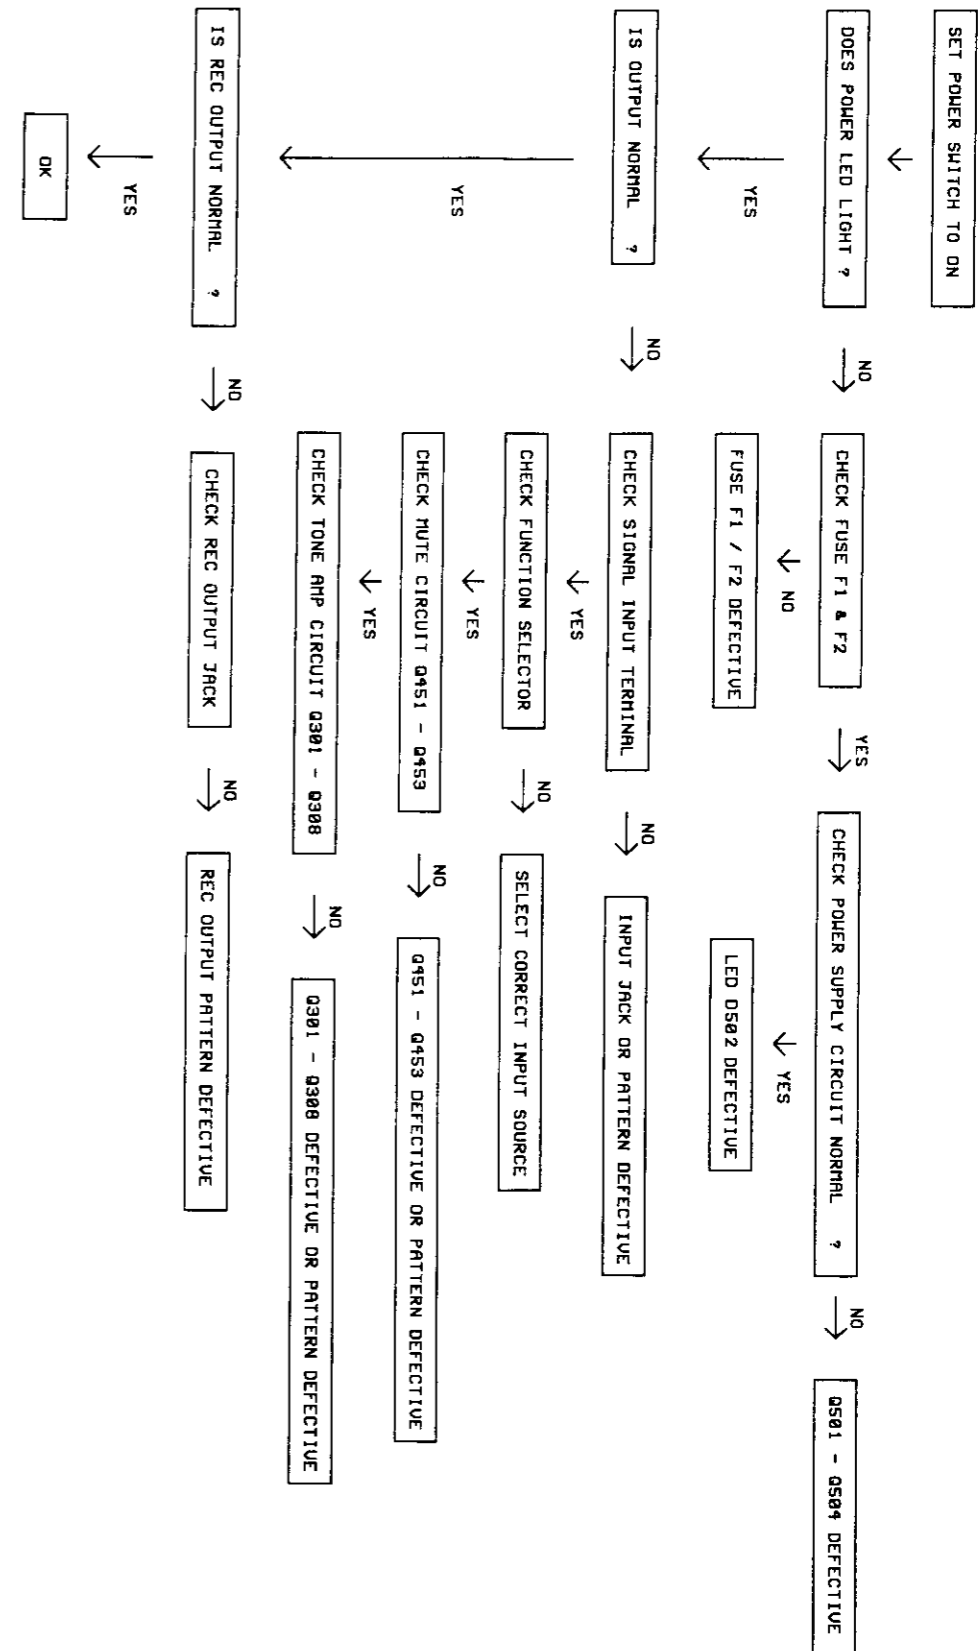 SET POWER SWITCH TO ON
DOES POWER LED LIGHT ?
NO
CHECK FUSE F1 & F2
YES
CHECK POWER SUPPLY CIRCUIT NORMAL ?
NO
Q501 - Q504 DEFECTIVE
YES
NO
YES
FUSE F1 / F2 DEFECTIVE
LED D502 DEFECTIVE
IS OUTPUT NORMAL ?
NO
CHECK SIGNAL INPUT TERMINAL
NO
INPUT JACK OR PATTERN DEFECTIVE
YES
CHECK FUNCTION SELECTOR
NO
SELECT CORRECT INPUT SOURCE
YES
YES
CHECK MUTE CIRCUIT Q451 - Q453
NO
Q451 - Q453 DEFECTIVE OR PATTERN DEFECTIVE
YES
CHECK TONE AMP CIRCUIT Q301 - Q308
NO
Q301 - Q308 DEFECTIVE OR PATTERN DEFECTIVE
IS REC OUTPUT NORMAL ?
NO
CHECK REC OUTPUT JACK
NO
REC OUTPUT PATTERN DEFECTIVE
YES
OK